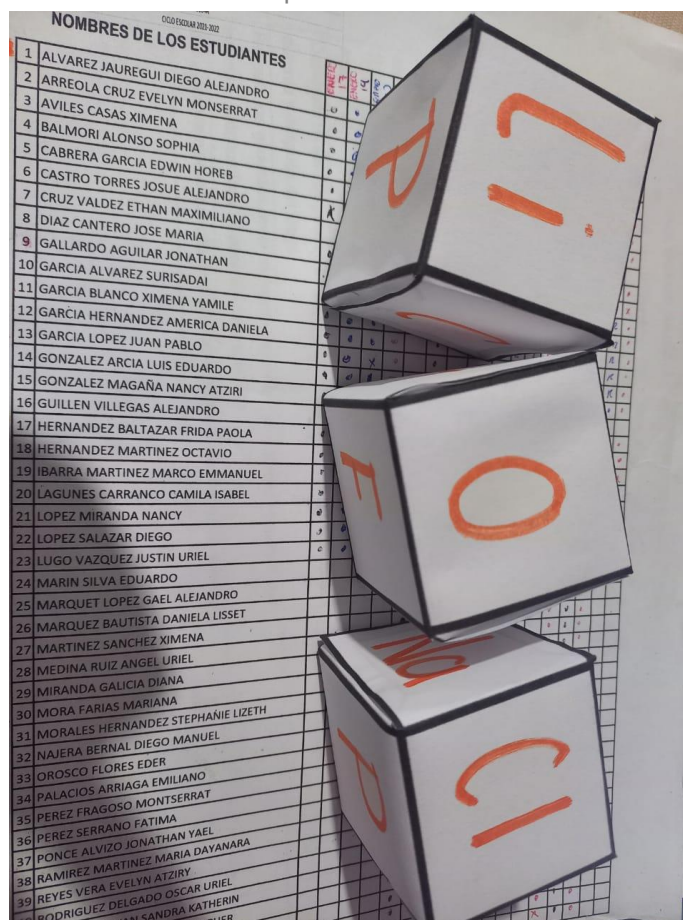 CICLO ESCOLAR 2021-2022
NOMBRES DE LOS ESTUDIANTES
1 ALVAREZ JAUREGUI DIEGO ALEJANDRO
2 ARREOLA CRUZ EVELYN MONSERRAT
3 AVILES CASAS XIMENA
4 BALMORI ALONSO SOPHIA
5 CABRERA GARCIA EDWIN HOREB
6 CASTRO TORRES JOSUE ALEJANDRO
7 CRUZ VALDEZ ETHAN MAXIMILIANO
8 DIAZ CANTERO JOSE MARIA
9 GALLARDO AGUILAR JONATHAN
10 GARCIA ALVAREZ SURISADAI
11 GARCIA BLANCO XIMENA YAMILE
12 GARCIA HERNANDEZ AMERICA DANIELA
13 GARCIA LOPEZ JUAN PABLO
14 GONZALEZ ARCIA LUIS EDUARDO
15 GONZALEZ MAGAÑA NANCY ATZIRI
16 GUILLEN VILLEGAS ALEJANDRO
17 HERNANDEZ BALTAZAR FRIDA PAOLA
18 HERNANDEZ MARTINEZ OCTAVIO
19 IBARRA MARTINEZ MARCO EMMANUEL
20 LAGUNES CARRANCO CAMILA ISABEL
21 LOPEZ MIRANDA NANCY
22 LOPEZ SALAZAR DIEGO
23 LUGO VAZQUEZ JUSTIN URIEL
24 MARIN SILVA EDUARDO
25 MARQUET LOPEZ GAEL ALEJANDRO
26 MARQUEZ BAUTISTA DANIELA LISSET
27 MARTINEZ SANCHEZ XIMENA
28 MEDINA RUIZ ANGEL URIEL
29 MIRANDA GALICIA DIANA
30 MORA FARIAS MARIANA
31 MORALES HERNANDEZ STEPHANIE LIZETH
32 NAJERA BERNAL DIEGO MANUEL
33 OROSCO FLORES EDER
34 PALACIOS ARRIAGA EMILIANO
35 PEREZ FRAGOSO MONTSERRAT
36 PEREZ SERRANO FATIMA
37 PONCE ALVIZO JONATHAN YAEL
38 RAMIREZ MARTINEZ MARIA DAYANARA
39 REYES VERA EVELYN ATZIRY
RODRIGUEZ DELGADO OSCAR URIEL
SANDRA KATHERIN
Li
P
O
F
Na
Cl
P